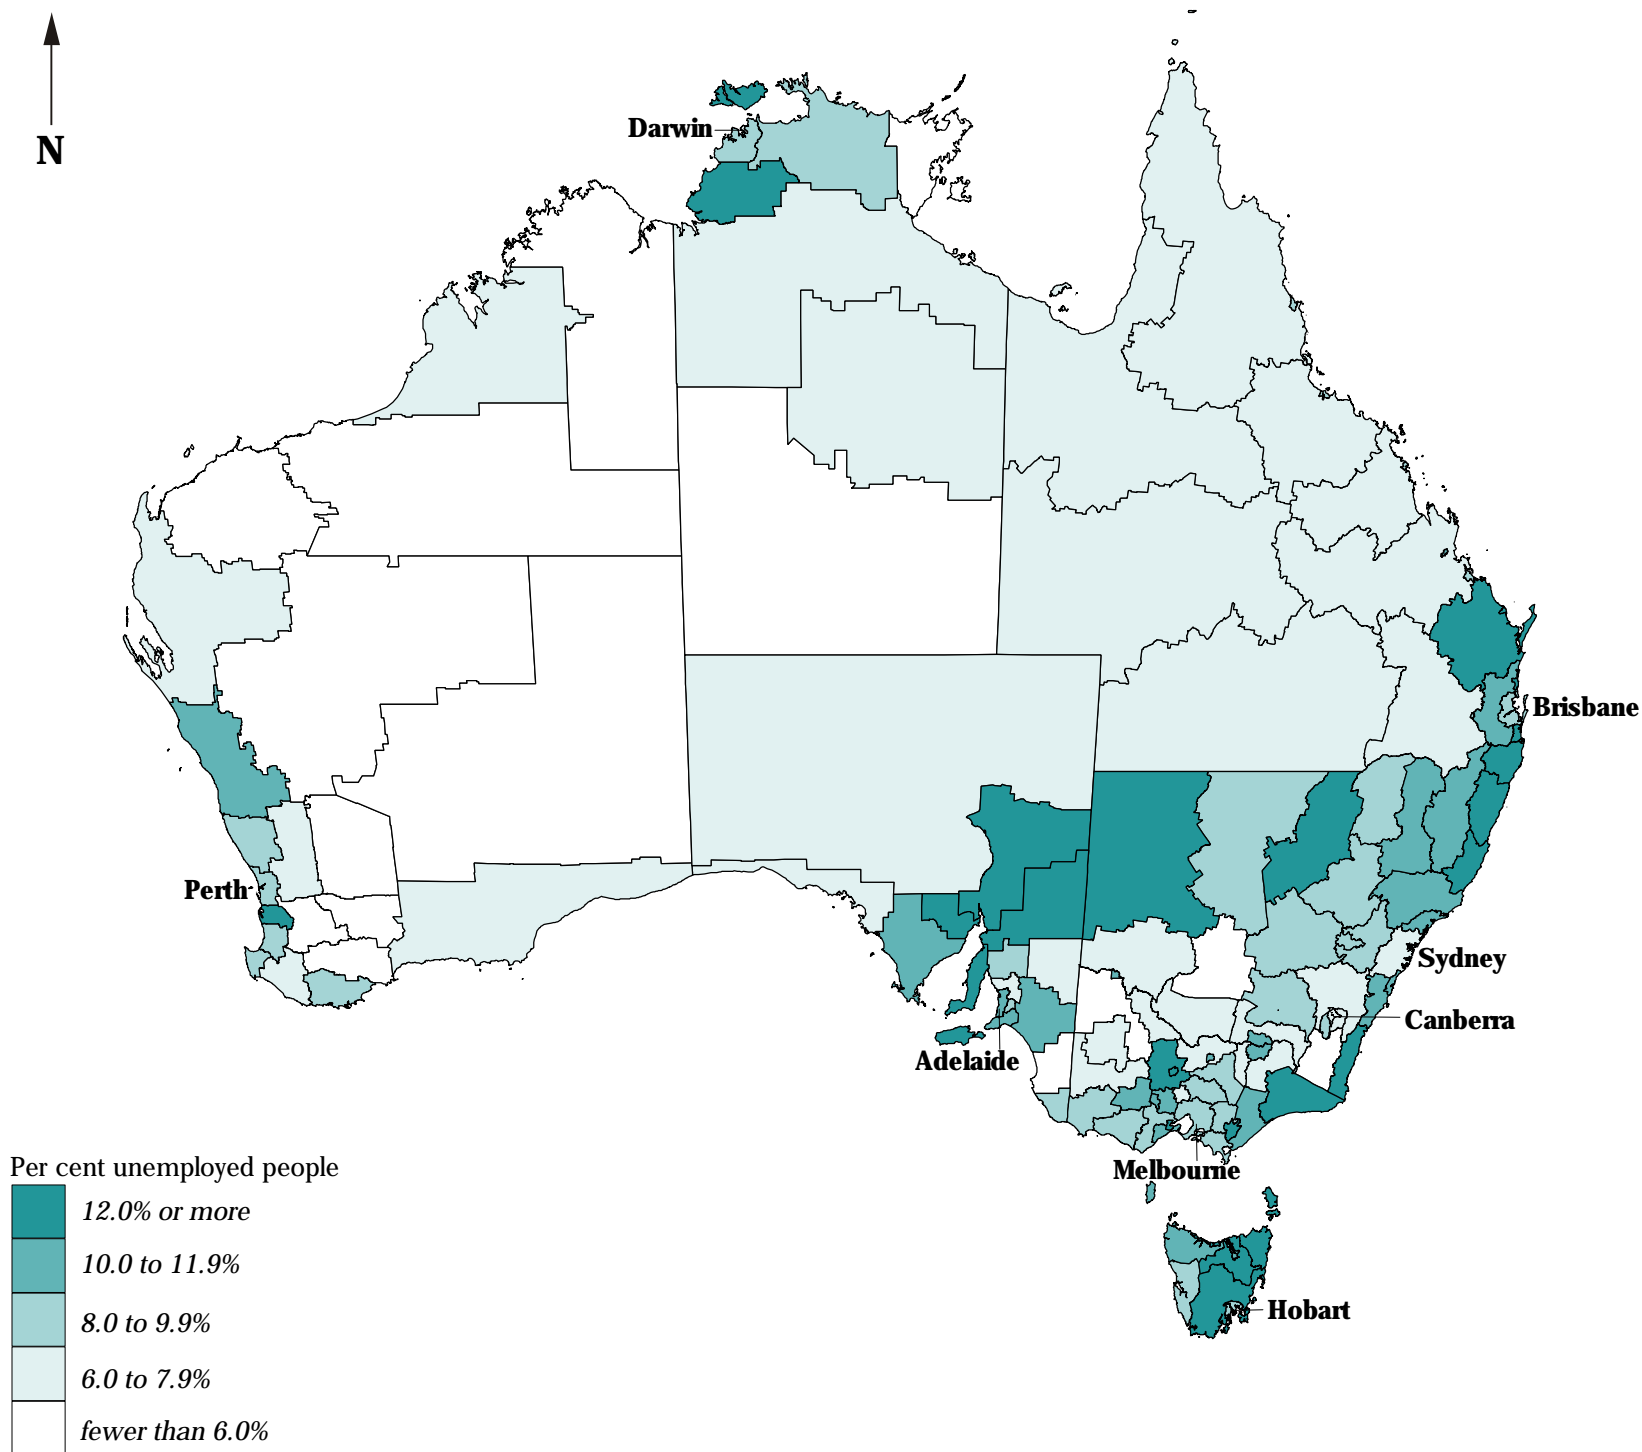 N
Darwin
Brisbane
Perth
Sydney
Canberra
Adelaide
Melbourne
Hobart
Per cent unemployed people
12.0% or more
10.0 to 11.9%
8.0 to 9.9%
6.0 to 7.9%
fewer than 6.0%